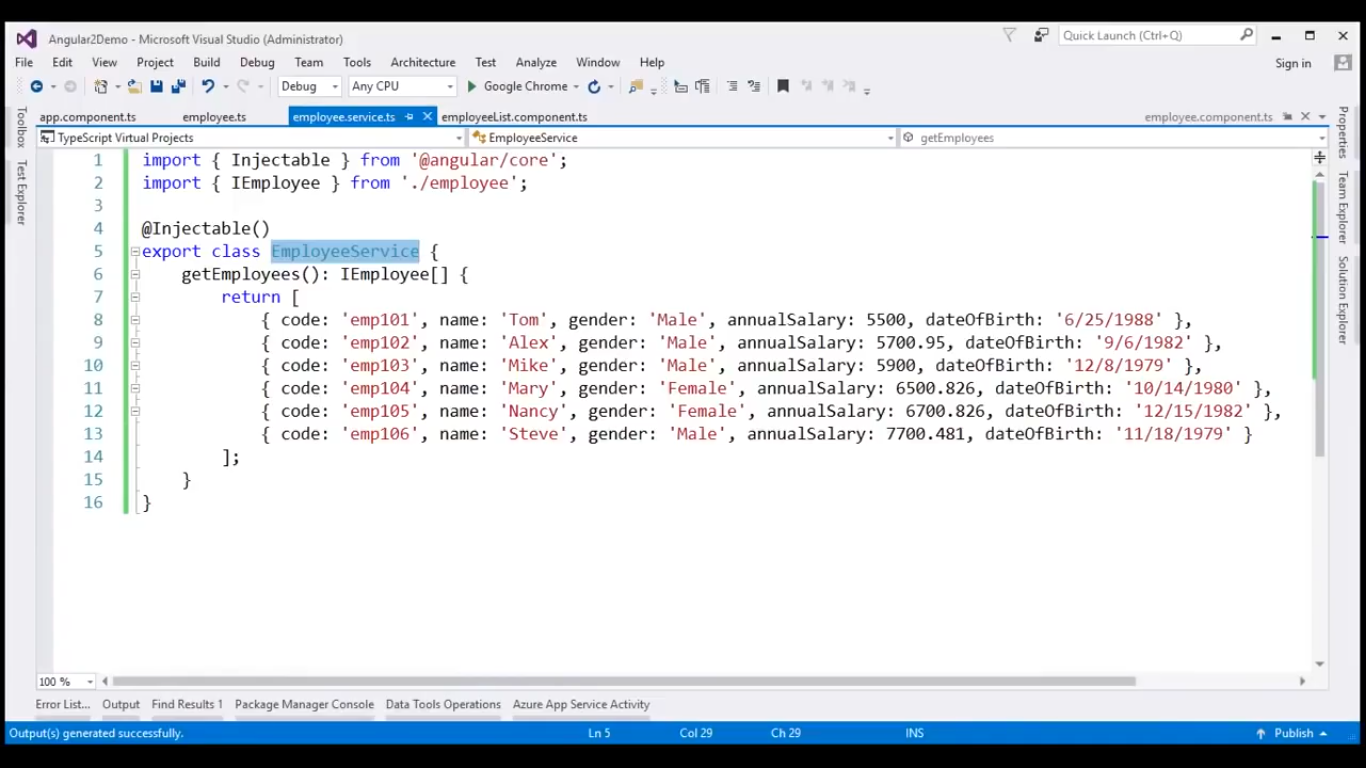 Angular2Demo - Microsoft Visual Studio (Administrator)
Quick Launch (Ctrl+Q)
File Edit View Project Build Debug Team Tools Architecture Test Analyze Window Help
Sign in
Debug Any CPU Google Chrome
app.component.ts employee.ts employee.service.ts employeeList.component.ts employee.component.ts
TypeScript Virtual Projects EmployeeService getEmployees
Toolbox
Test Explorer
1 import { Injectable } from '@angular/core';
2 import { IEmployee } from './employee';
3
4 @Injectable()
5 export class EmployeeService {
6 getEmployees(): IEmployee[] {
7 return [
8 { code: 'emp101', name: 'Tom', gender: 'Male', annualSalary: 5500, dateOfBirth: '6/25/1988' },
9 { code: 'emp102', name: 'Alex', gender: 'Male', annualSalary: 5700.95, dateOfBirth: '9/6/1982' },
10 { code: 'emp103', name: 'Mike', gender: 'Male', annualSalary: 5900, dateOfBirth: '12/8/1979' },
11 { code: 'emp104', name: 'Mary', gender: 'Female', annualSalary: 6500.826, dateOfBirth: '10/14/1980' },
12 { code: 'emp105', name: 'Nancy', gender: 'Female', annualSalary: 6700.826, dateOfBirth: '12/15/1982' },
13 { code: 'emp106', name: 'Steve', gender: 'Male', annualSalary: 7700.481, dateOfBirth: '11/18/1979' }
14 ];
15 }
16 }
Properties
Team Explorer
Solution Explorer
100 %
Error List... Output Find Results 1 Package Manager Console Data Tools Operations Azure App Service Activity
Output(s) generated successfully. Ln 5 Col 29 Ch 29 INS Publish